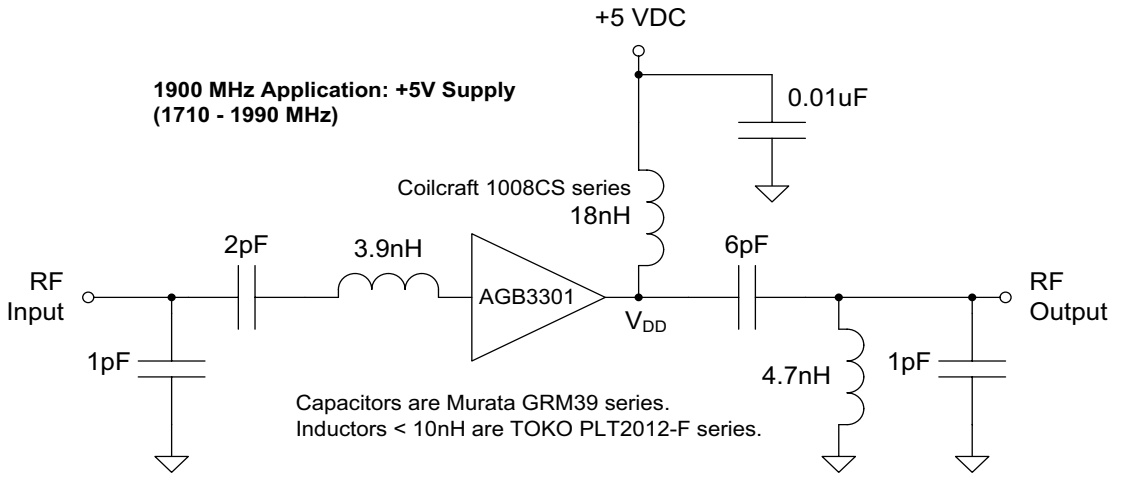 +5 VDC
1900 MHz Application: +5V Supply
(1710 - 1990 MHz)
0.01uF
Coilcraft 1008CS series
18nH
2pF
3.9nH
6pF
RF
Input
AGB3301
RF
Output
VDD
1pF
4.7nH
1pF
Capacitors are Murata GRM39 series.
Inductors < 10nH are TOKO PLT2012-F series.